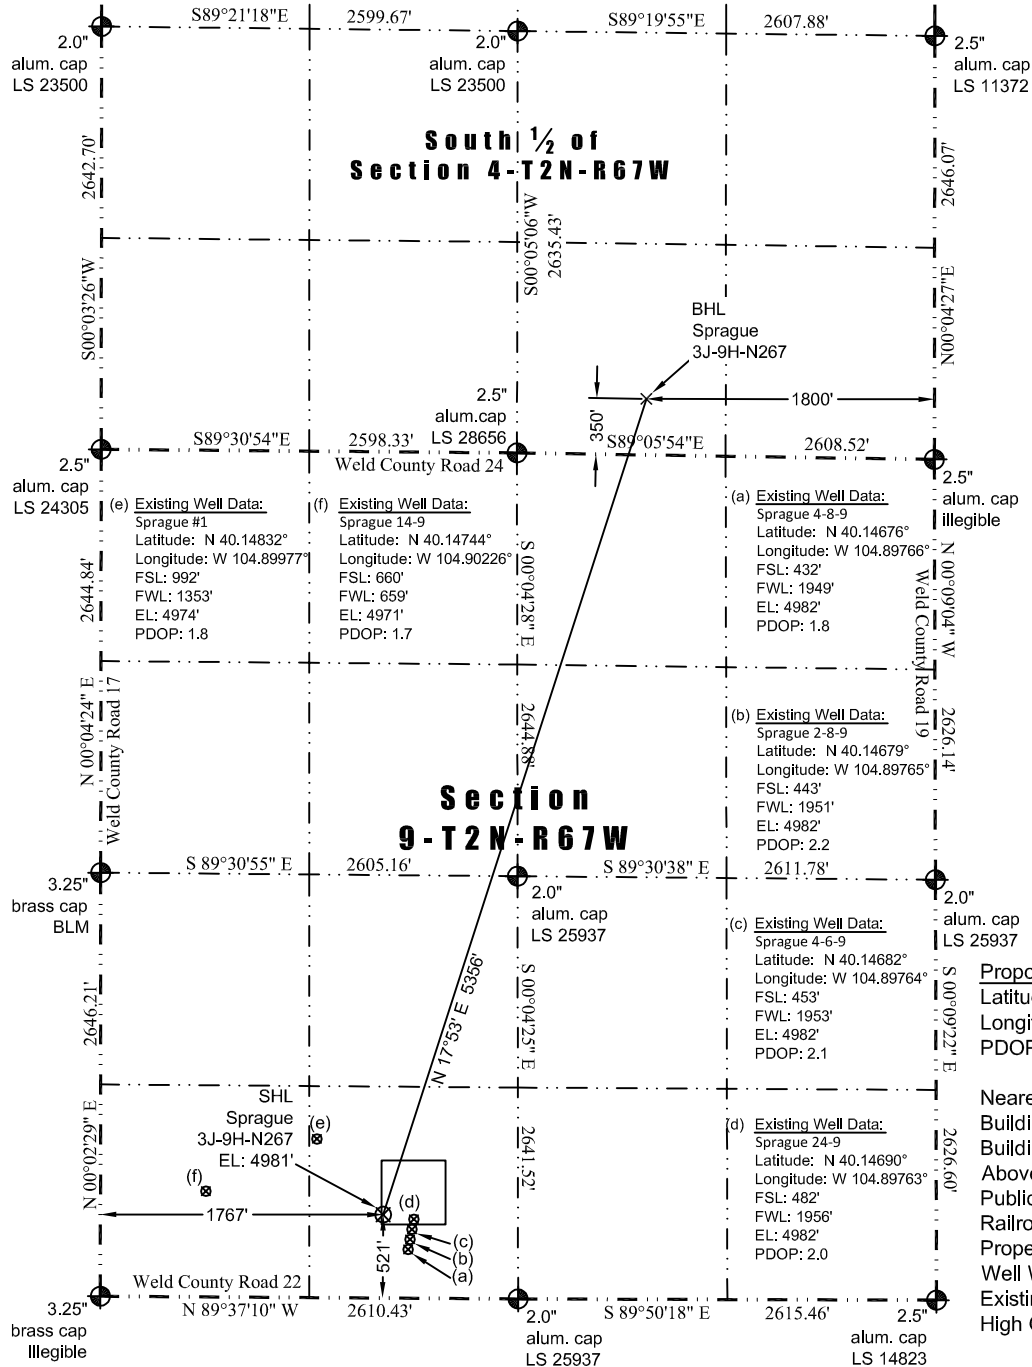 S89°21'18"E
2599.67'
S89°19'55"E
2607.88'
2.0"
alum. cap
LS 23500
2.0"
alum. cap
LS 23500
2.5"
alum. cap
LS 11372
South ½ of
Section 4-T2N-R67W
2642.70'
S00°03'26"W
S00°05'06"W
2635.43'
2646.07'
N00°04'27"E
BHL
Sprague
3J-9H-N267
1800'
350'
2.5"
alum.cap
LS 28656
S89°30'54"E
2598.33'
S89°05'54"E
2608.52'
Weld County Road 24
2.5"
alum. cap
LS 24305
2.5"
alum. cap
illegible
(e) Existing Well Data:
Sprague #1
Latitude: N 40.14832°
Longitude: W 104.89977°
FSL: 992'
FWL: 1353'
EL: 4974'
PDOP: 1.8
(f) Existing Well Data:
Sprague 14-9
Latitude: N 40.14744°
Longitude: W 104.90226°
FSL: 660'
FWL: 659'
EL: 4971'
PDOP: 1.7
(a) Existing Well Data:
Sprague 4-8-9
Latitude: N 40.14676°
Longitude: W 104.89766°
FSL: 432'
FWL: 1949'
EL: 4982'
PDOP: 1.8
2644.84'
N 00°04'24" E
Weld County Road 17
S 00°04'28" E
2644.88'
N 00°09'04" W
Weld County Road 19
2626.14'
(b) Existing Well Data:
Sprague 2-8-9
Latitude: N 40.14679°
Longitude: W 104.89765°
FSL: 443'
FWL: 1951'
EL: 4982'
PDOP: 2.2
Section
9-T2N-R67W
S 89°30'55" E
2605.16'
S 89°30'38" E
2611.78'
3.25"
brass cap
BLM
2.0"
alum. cap
LS 25937
2.0"
alum. cap
LS 25937
(c) Existing Well Data:
Sprague 4-6-9
Latitude: N 40.14682°
Longitude: W 104.89764°
FSL: 453'
FWL: 1953'
EL: 4982'
PDOP: 2.1
2646.21'
N 00°02'29" E
N 17°53' E 5356'
S 00°04'25" E
2641.52'
S 00°09'22" E
2626.60'
Propo
Latitu
Longi
PDOP
Neare
Buildi
Buildi
Above
Public
Railro
Prope
Well W
Existin
High C
(d) Existing Well Data:
Sprague 24-9
Latitude: N 40.14690°
Longitude: W 104.89763°
FSL: 482'
FWL: 1956'
EL: 4982'
PDOP: 2.0
SHL
Sprague
3J-9H-N267
EL: 4981'
(e)
(f)
(d)
(c)
(b)
(a)
1767'
521'
Weld County Road 22
N 89°37'10" W
2610.43'
S 89°50'18" E
2615.46'
3.25"
brass cap
Illegible
2.0"
alum. cap
LS 25937
2.5"
alum. cap
LS 14823